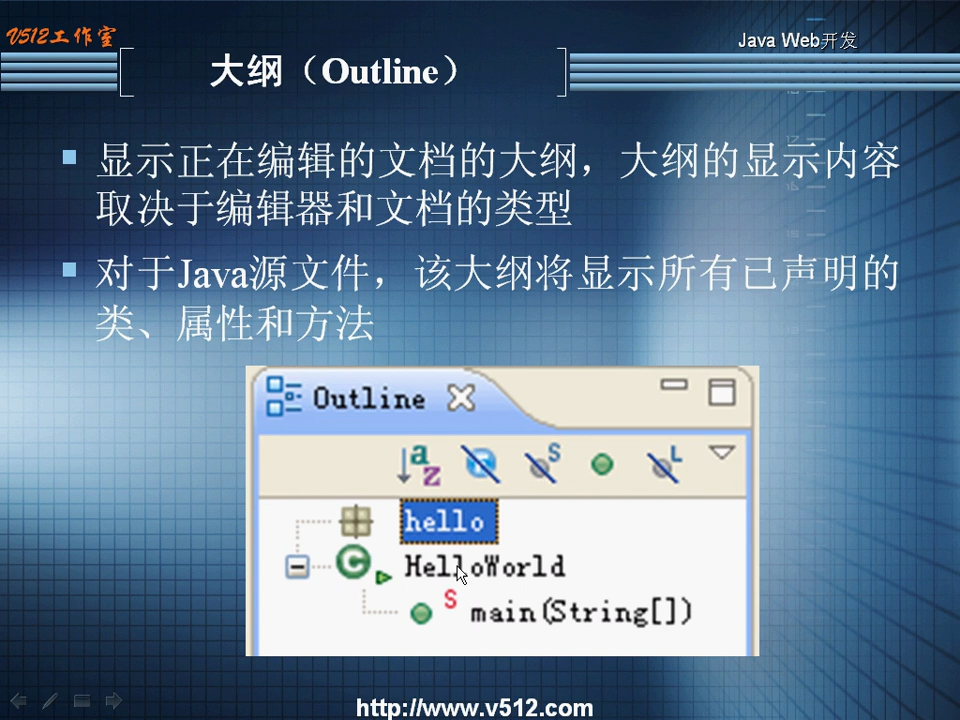 V512工作室
Java Web开发
大纲（Outline）
显示正在编辑的文档的大纲，大纲的显示内容
取决于编辑器和文档的类型
对于Java源文件，该大纲将显示所有已声明的
类、属性和方法
Outline
hello
HelloWorld
main(String[])
http://www.v512.com